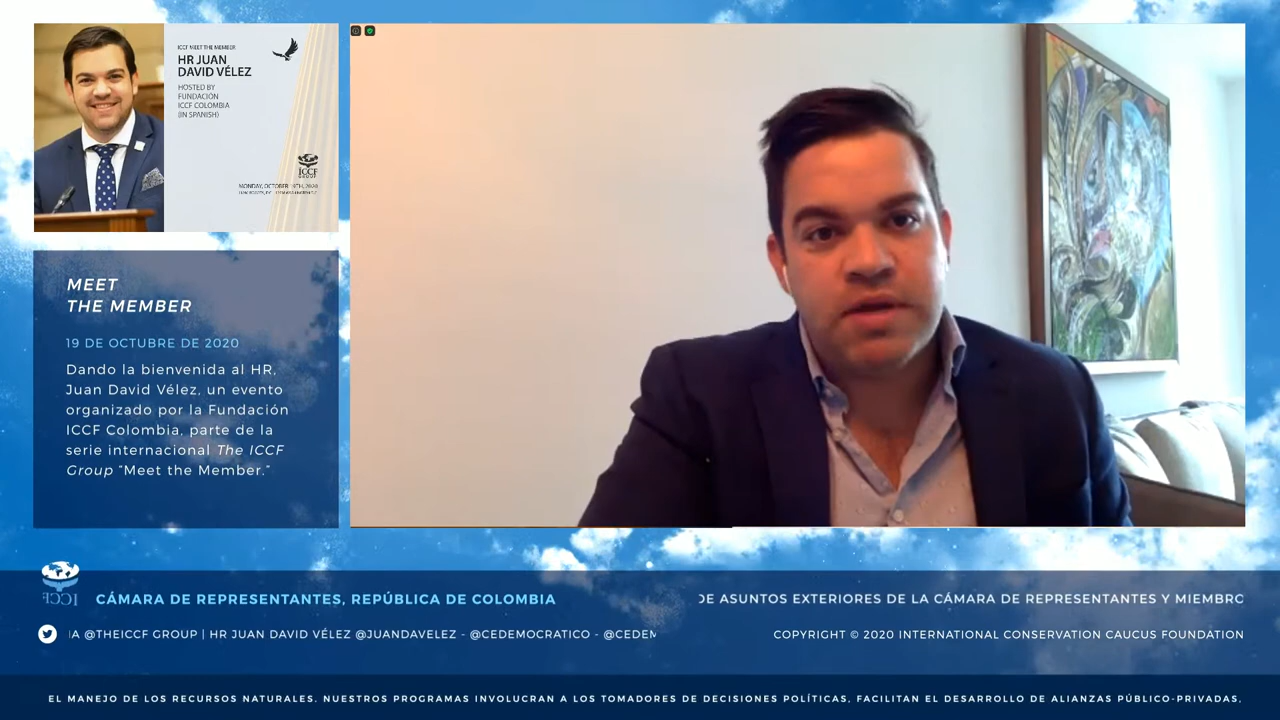 ICCF MEET THE MEMBER
HR JUAN
DAVID VÉLEZ
HOSTED BY
FUNDACIÓN
ICCF COLOMBIA
(IN SPANISH)
ICCF
GROUP
MONDAY, OCTOBER 19TH, 2020
MEET
THE MEMBER
19 DE OCTUBRE DE 2020
Dando la bienvenida al HR,
Juan David Vélez, un evento
organizado por la Fundación
ICCF Colombia, parte de la
serie internacional The ICCF
Group "Meet the Member."
ICCF
CÁMARA DE REPRESENTANTES, REPÚBLICA DE COLOMBIA
DE ASUNTOS EXTERIORES DE LA CÁMARA DE REPRESENTANTES Y MIEMBRO
IA @THEICCF GROUP | HR JUAN DAVID VÉLEZ @JUANDAVELEZ - @CEDEMOCRATICO - @CEDEM
COPYRIGHT © 2020 INTERNATIONAL CONSERVATION CAUCUS FOUNDATION
EL MANEJO DE LOS RECURSOS NATURALES. NUESTROS PROGRAMAS INVOLUCRAN A LOS TOMADORES DE DECISIONES POLÍTICAS, FACILITAN EL DESARROLLO DE ALIANZAS PÚBLICO-PRIVADAS,